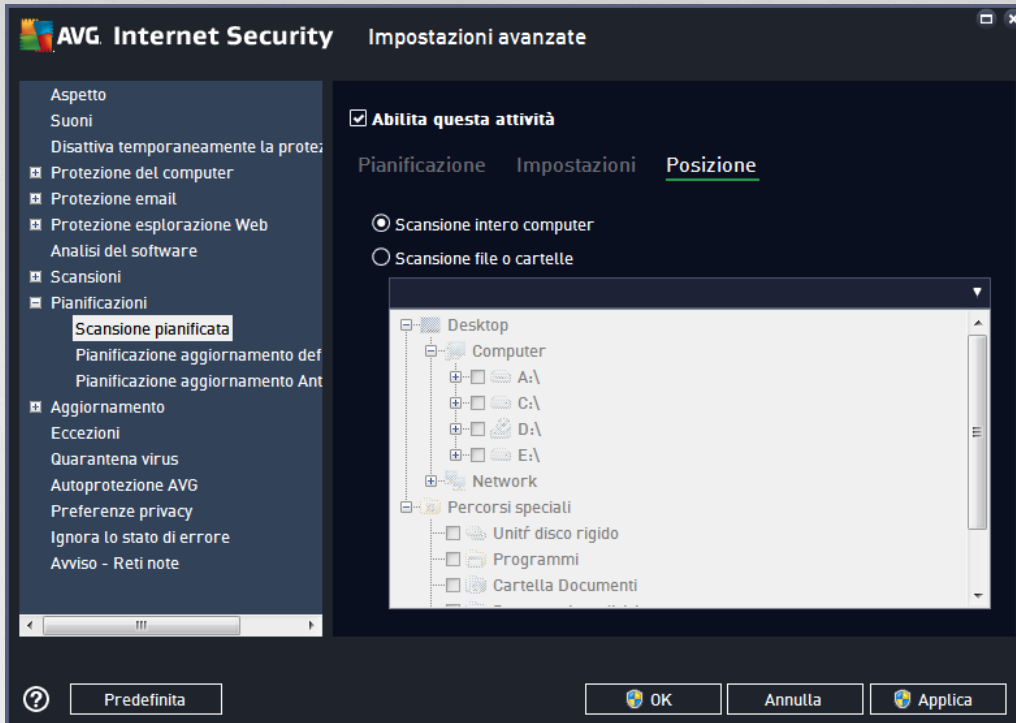 AVG Internet Security Impostazioni avanzate
Aspetto
Suoni
Disattiva temporaneamente la
Protezione del computer
Protezione email
Protezione esplorazione Web
Analisi del software
Scansioni
Pianificazioni
Scansione pianificata
Pianificazione aggiornamento def
Pianificazione aggiornamento Ant
Aggiornamento
Eccezioni
Quarantena virus
Autoprotezione AVG
Preferenze privacy
Ignora lo stato di errore
Avviso - Reti note
Abilita questa attività
Pianificazione Impostazioni Posizione
Scansione intero computer
Scansione file o cartelle
Desktop
Computer
A:\
C:\
D:\
E:\
Network
Percorsi speciali
Unitř disco rigido
Programmi
Cartella Documenti
? Predefinita OK Annulla Applica